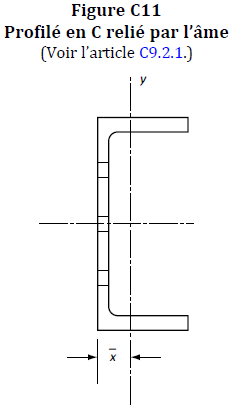 Figure C11
Profilé en C relié par l’âme
(Voir l’article C9.2.1.)
y
x̄